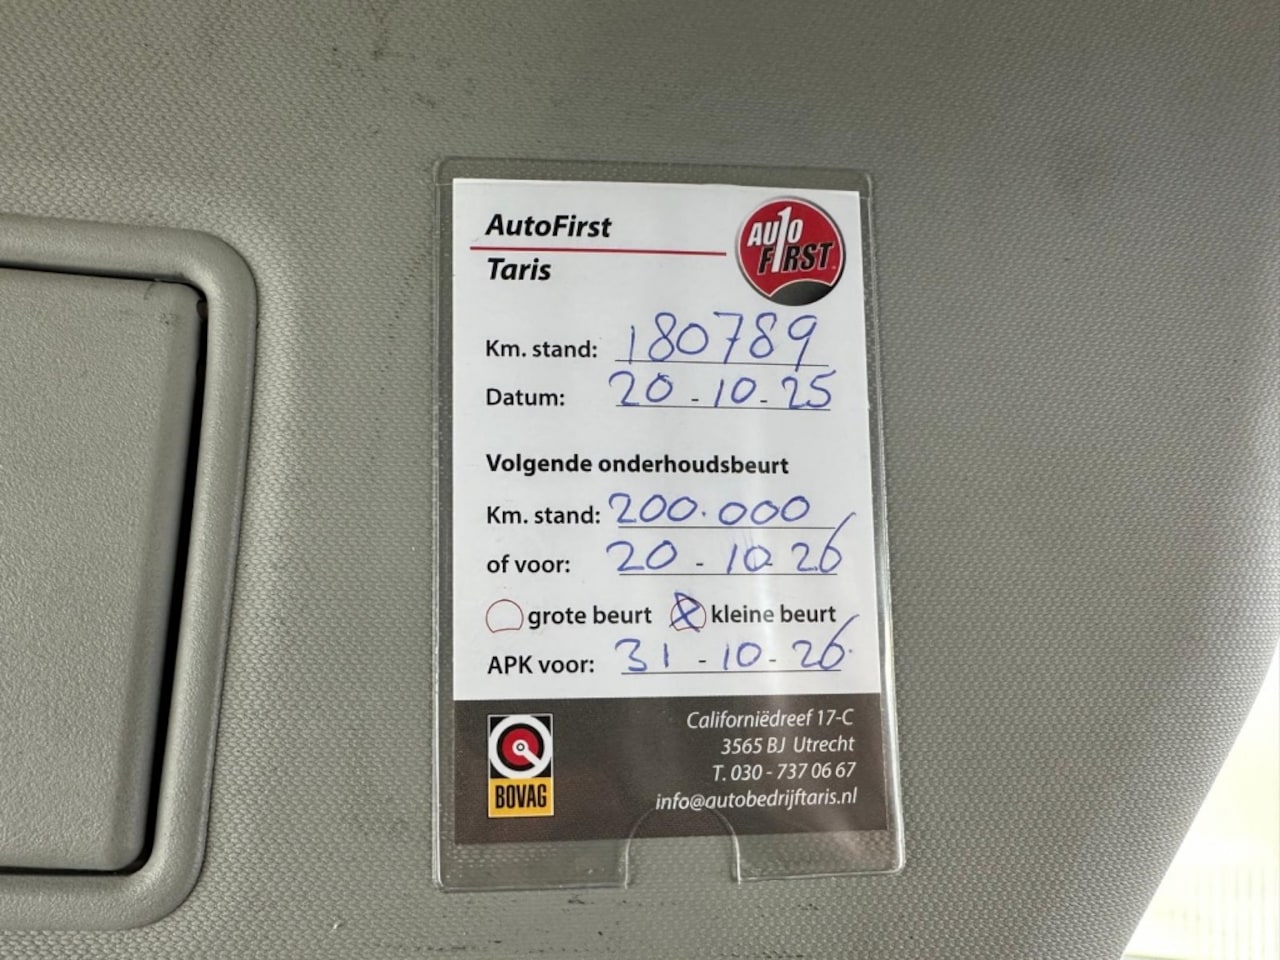 AutoFirst
Taris
AUTO
FIRST
Km. stand: 180789
Datum: 20 - 10 - 25
Volgende onderhoudsbeurt
Km. stand: 200.000
of voor: 20 - 10 26
grote beurt kleine beurt
APK voor: 31 - 10 - 26.
BOVAG
Californiëdreef 17-C
3565 BJ Utrecht
T. 030 - 737 06 67
info@autobedrijftaris.nl